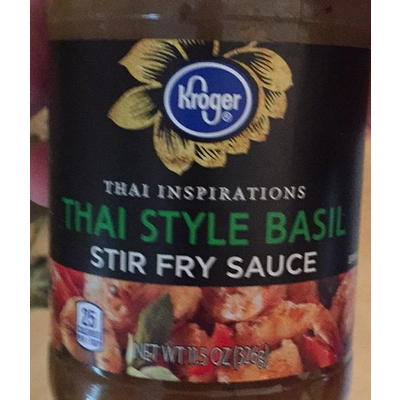 Kroger®
THAI INSPIRATIONS
THAI STYLE BASIL
STIR FRY SAUCE
25
NET WT 11.5 OZ (326g)